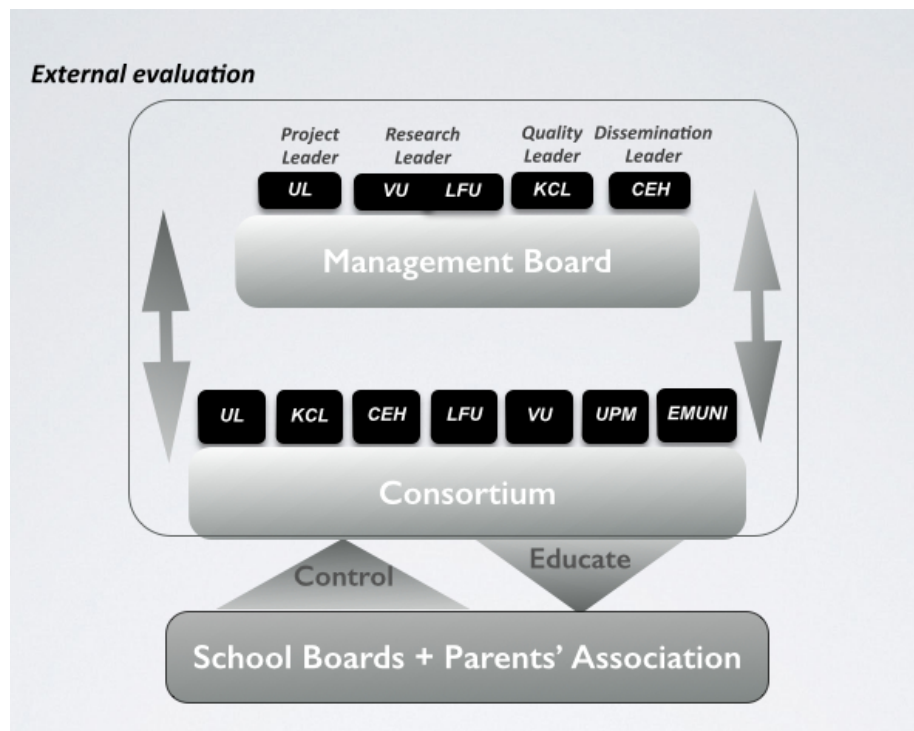 External evaluation
Project Leader
Research Leader
Quality Leader
Dissemination Leader
UL
VU LFU
KCL
CEH
Management Board
UL
KCL
CEH
LFU
VU
UPM
EMUNI
Consortium
Control
Educate
School Boards + Parents’ Association